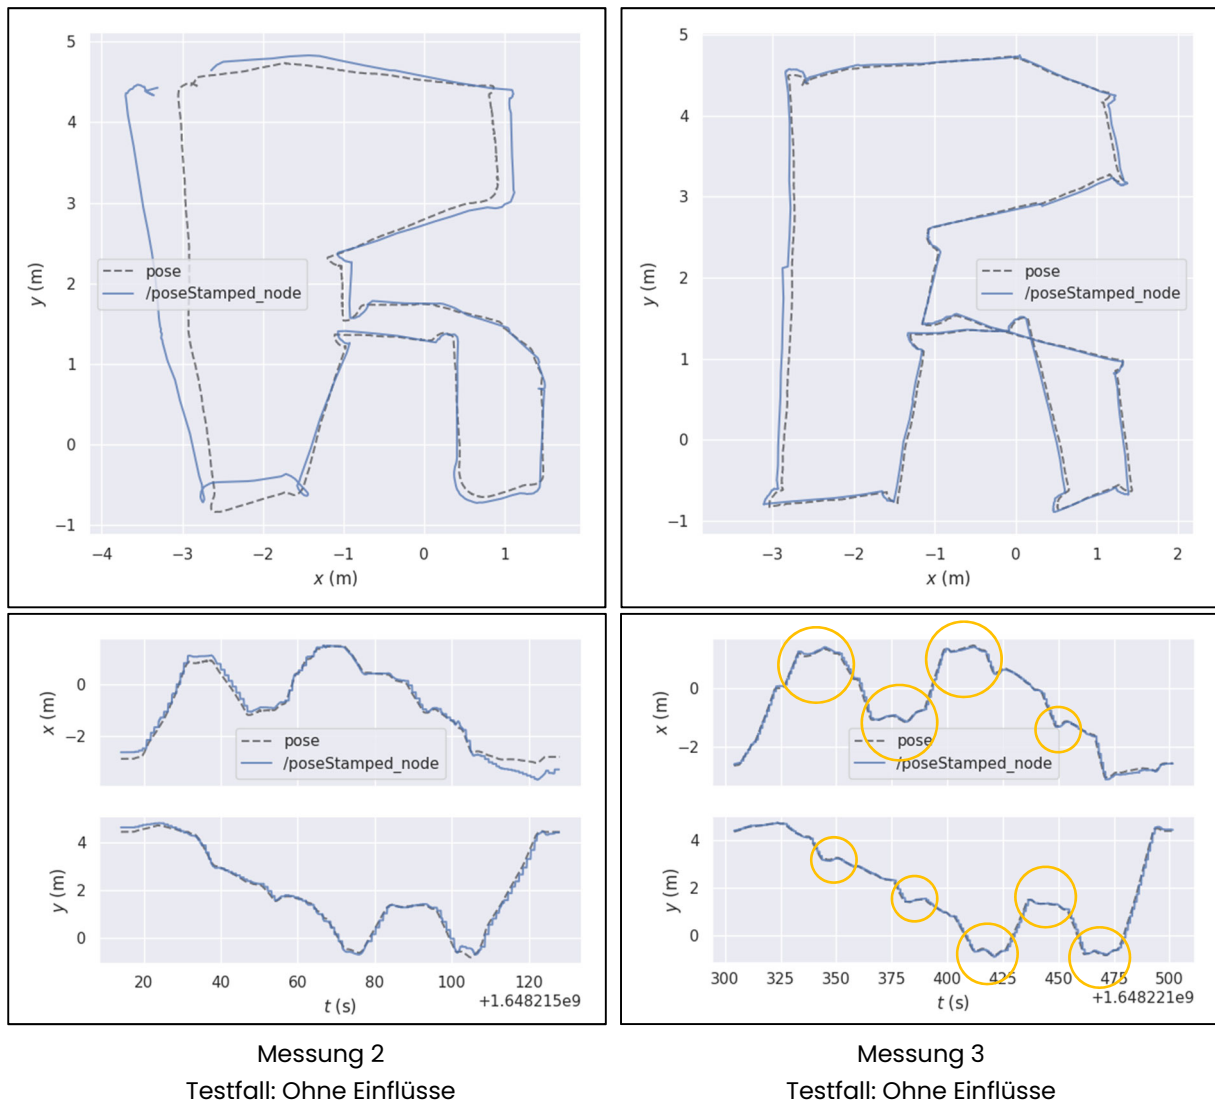 5
4
3
2
1
0
−1
y (m)
pose
/poseStamped_node
−4 −3 −2 −1 0 1
x (m)
5
4
3
2
1
0
−1
y (m)
pose
/poseStamped_node
−3 −2 −1 0 1 2
x (m)
0
−2
x (m)
pose
/poseStamped_node
4
2
0
y (m)
20 40 60 80 100 120
t (s)
+1.648215e9
0
−2
x (m)
pose
/poseStamped_node
4
2
0
y (m)
300 325 350 375 400 425 450 475 500
t (s)
+1.648221e9
Messung 2
Testfall: Ohne Einflüsse
Messung 3
Testfall: Ohne Einflüsse